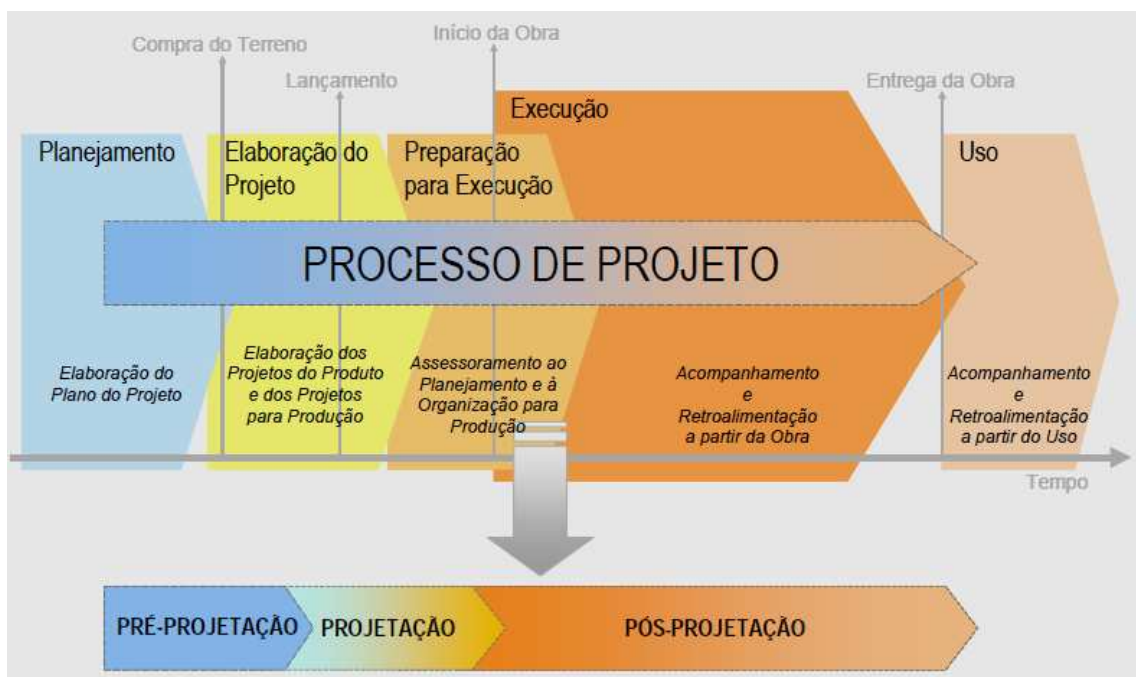 Início da Obra
Compra do Terreno
Lançamento
Entrega da Obra
Execução
Planejamento
Elaboração do
Projeto
Preparação
para Execução
Uso
PROCESSO DE PROJETO
Elaboração do
Plano do Projeto
Elaboração dos
Projetos do Produto
e dos Projetos
para Produção
Assessoramento ao
Planejamento e à
Organização para
Produção
Acompanhamento
e
Retroalimentação
a partir da Obra
Acompanhamento
e
Retroalimentação
a partir do Uso
Tempo
PRÉ-PROJETAÇÃO
PROJETAÇÃO
PÓS-PROJETAÇÃO